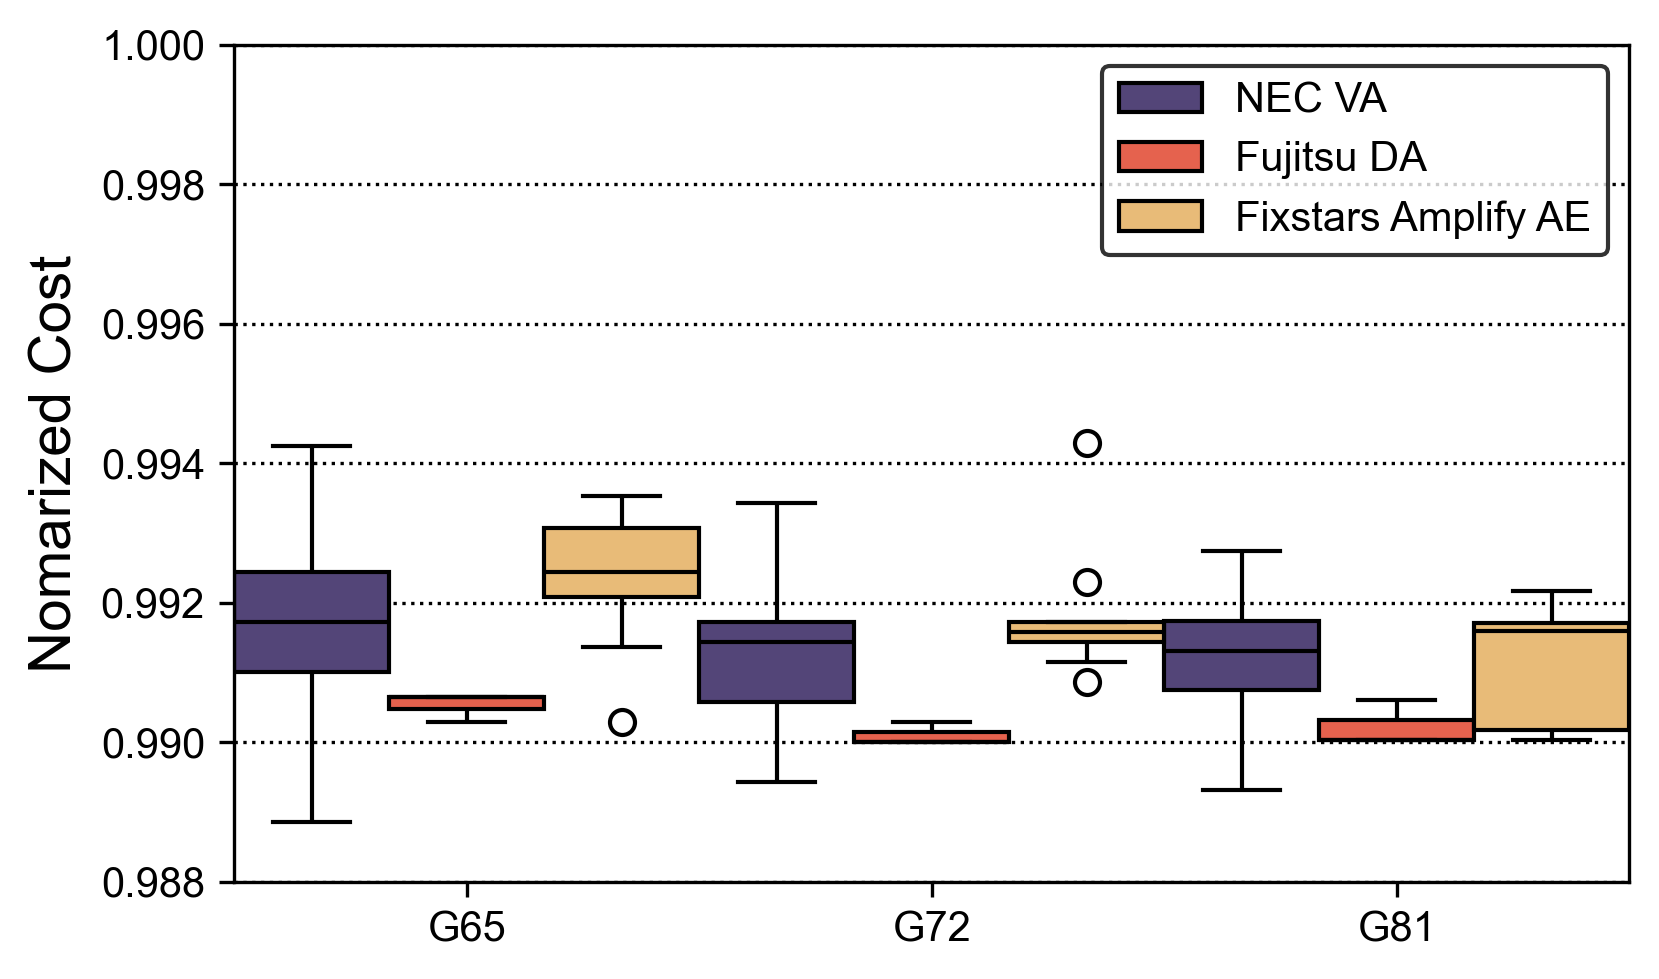 Nomarized Cost
1.000
0.998
0.996
0.994
0.992
0.990
0.988
NEC VA
Fujitsu DA
Fixstars Amplify AE
G65
G72
G81